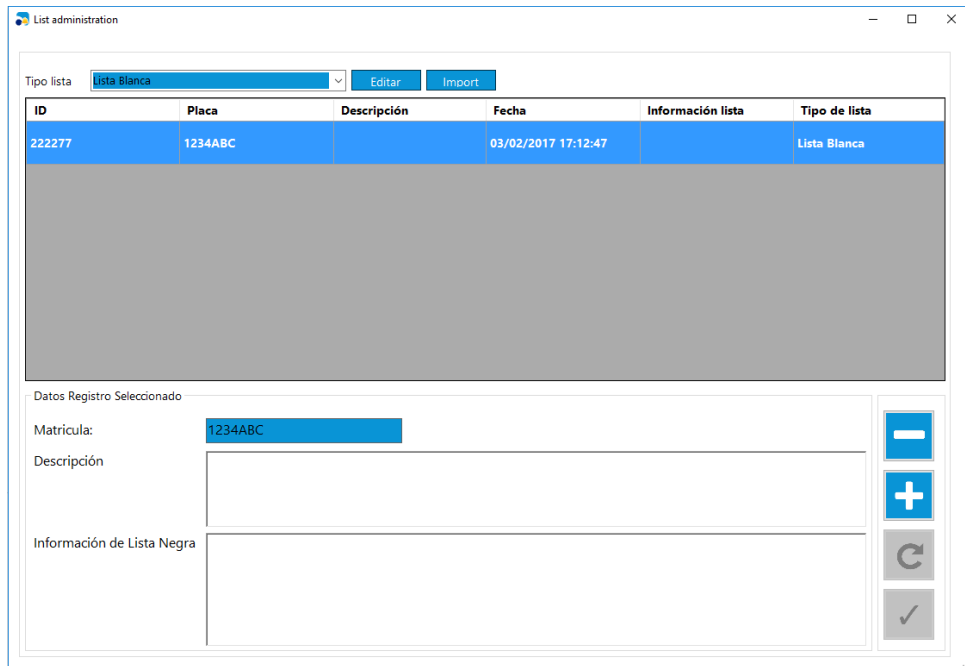 List administration
Tipo lista Lista Blanca Editar Import
ID Placa Descripción Fecha Información lista Tipo de lista
222277 1234ABC 03/02/2017 17:12:47 Lista Blanca
Datos Registro Seleccionado
Matricula: 1234ABC
Descripción
Información de Lista Negra